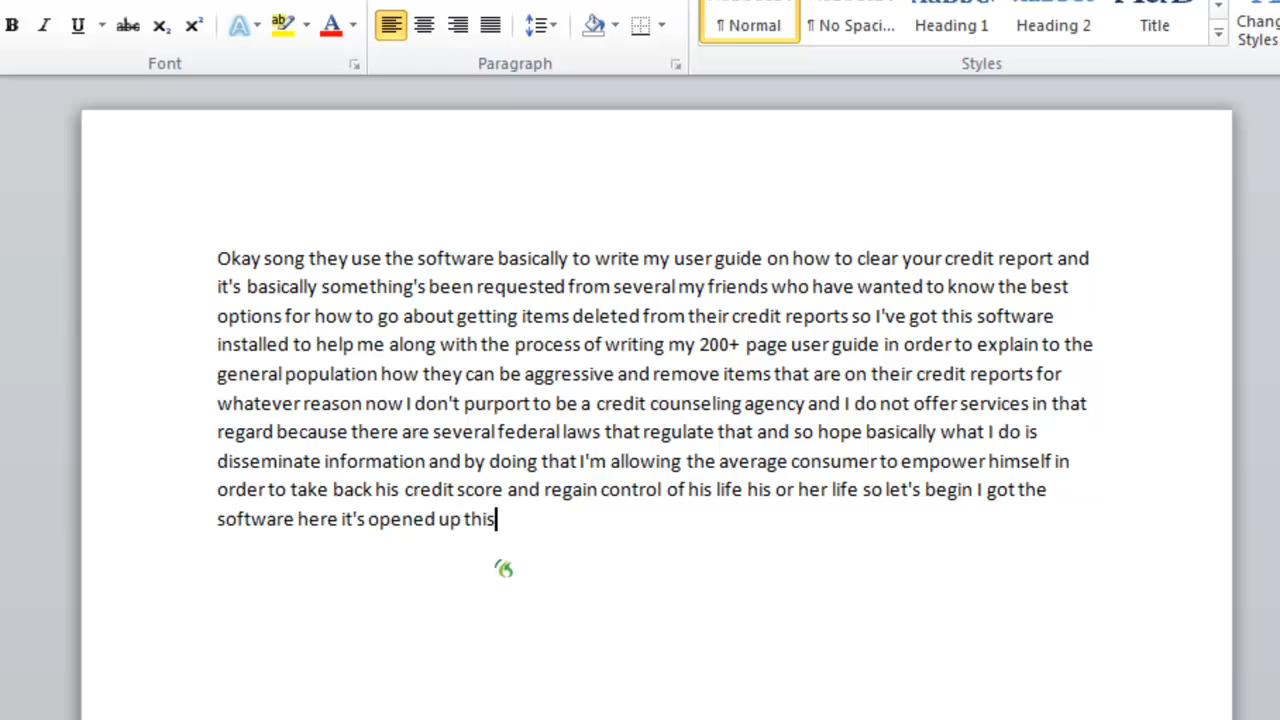 B I U abc X₂ X² A ab A
¶ Normal ¶ No Spaci... Heading 1 Heading 2 Title Chang
Styles
Font Paragraph Styles
Okay song they use the software basically to write my user guide on how to clear your credit report and
it's basically something's been requested from several my friends who have wanted to know the best
options for how to go about getting items deleted from their credit reports so I've got this software
installed to help me along with the process of writing my 200+ page user guide in order to explain to the
general population how they can be aggressive and remove items that are on their credit reports for
whatever reason now I don't purport to be a credit counseling agency and I do not offer services in that
regard because there are several federal laws that regulate that and so hope basically what I do is
disseminate information and by doing that I'm allowing the average consumer to empower himself in
order to take back his credit score and regain control of his life his or her life so let's begin I got the
software here it's opened up this